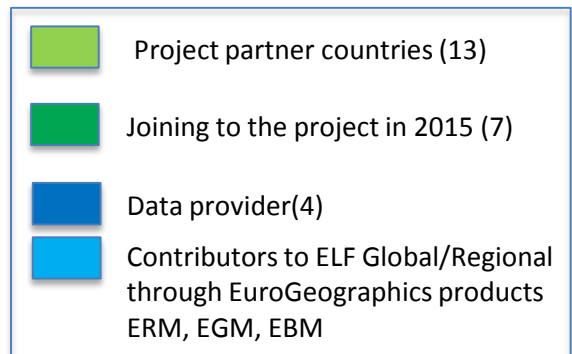 Project partner countries (13)
Joining to the project in 2015 (7)
Data provider(4)
Contributors to ELF Global/Regional
through EuroGeographics products
ERM, EGM, EBM